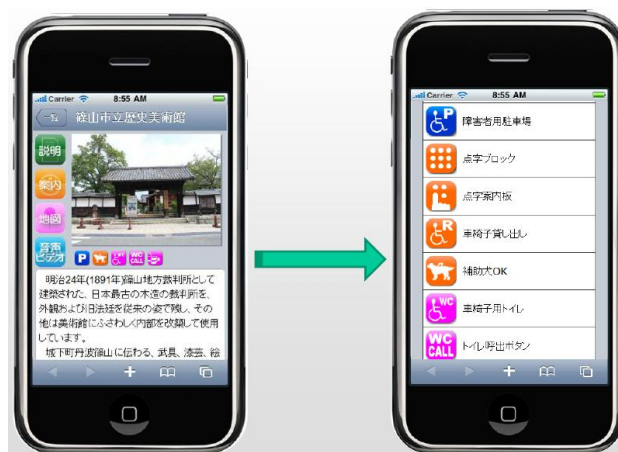 Carrier 8:55 AM
篠山市立歴史美術館
説明
案内
地図
音声
ビデオ
P
WC
CALL
明治24年(1891年)篠山地方裁判所として
建築された、日本最古の木造の裁判所を、
外観および旧法廷を従来の姿で残し、その
他は美術館にふさわしく内部を改築して使用
しています。
城下町丹波篠山に伝わる、武具、漆芸、絵
Carrier 8:55 AM
P
障害者用駐車場
点字ブロック
点字案内板
R
車椅子貸し出し
補助犬OK
WC
車椅子用トイレ
WC
CALL
トイレ呼出ボタン